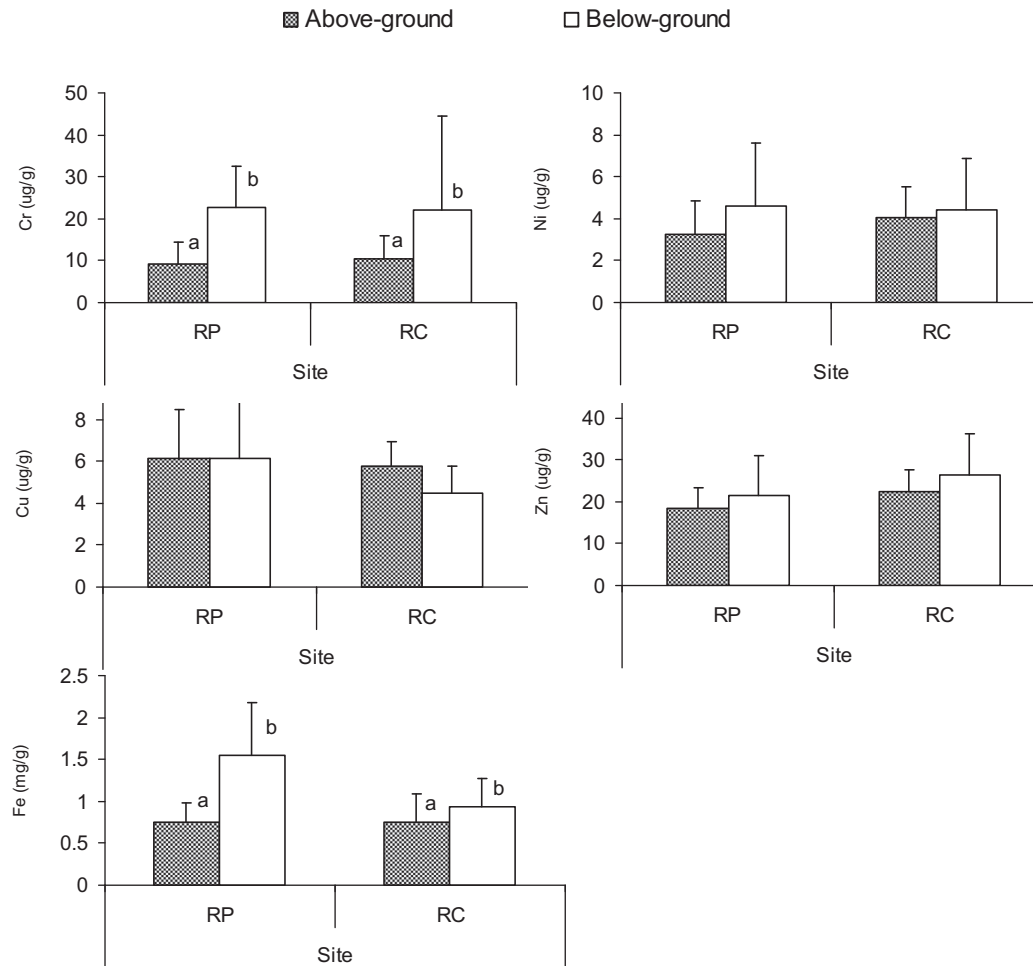 Above-ground Below-ground
50
40
30
20
10
0
Cr (ug/g)
a
b
a
b
RP RC
Site
10
8
6
4
2
0
Ni (ug/g)
RP RC
Site
8
6
4
2
0
Cu (ug/g)
RP RC
Site
40
30
20
10
0
Zn (ug/g)
RP RC
Site
2.5
2
1.5
1
0.5
0
Fe (mg/g)
a
b
a
b
RP RC
Site